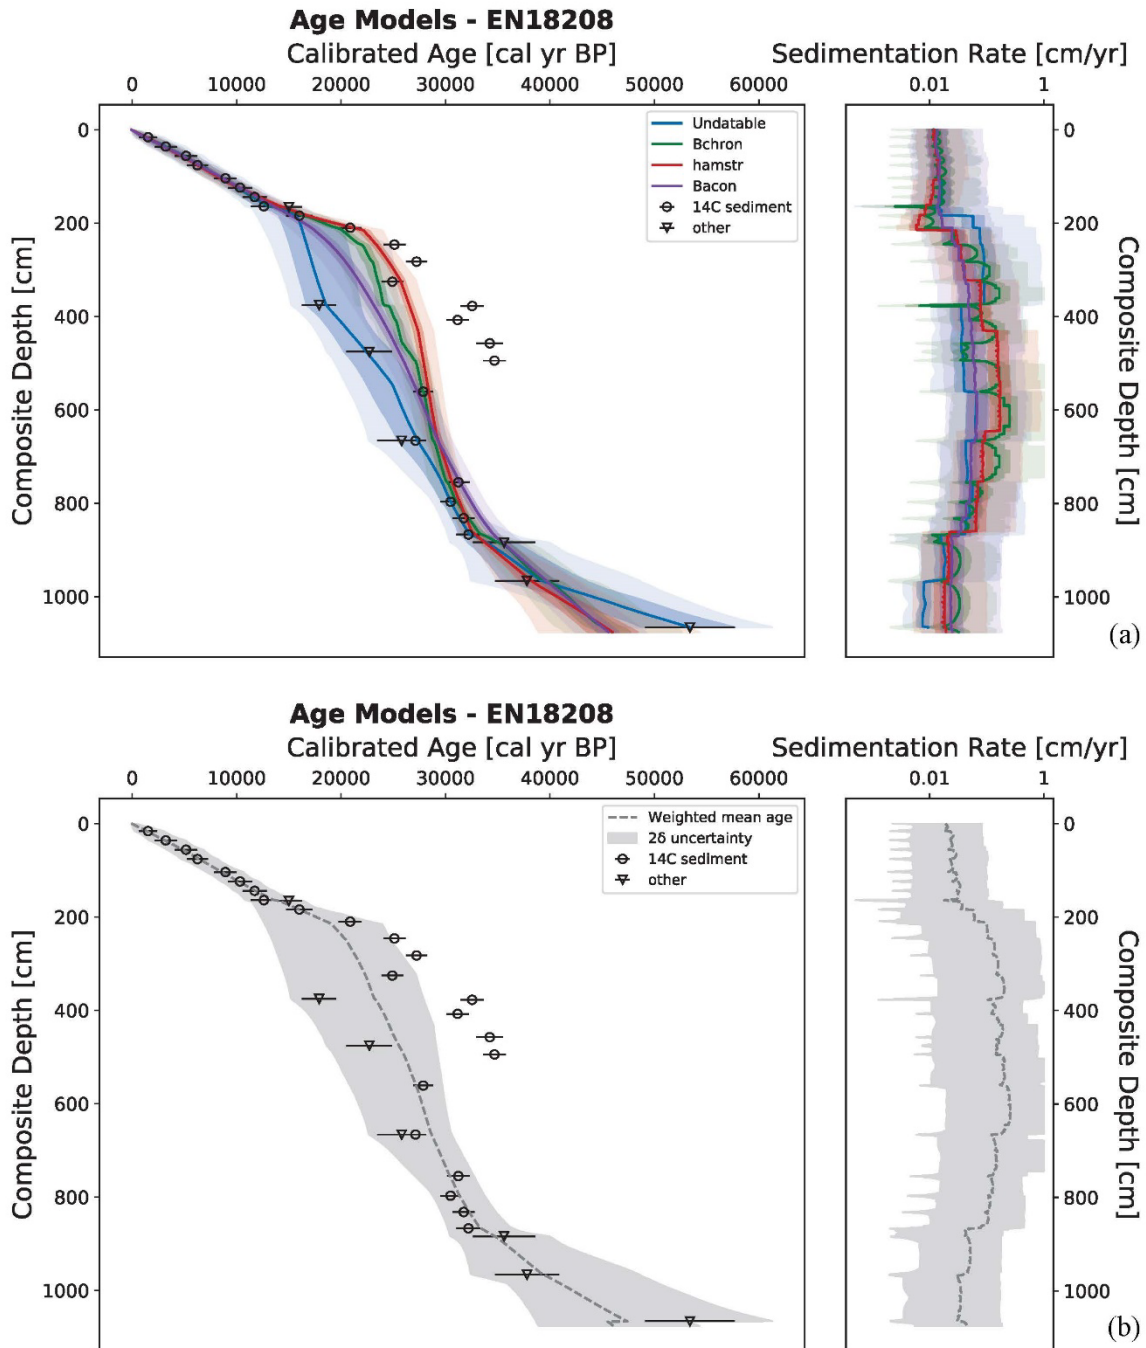 Age Models - EN18208
Calibrated Age [cal yr BP]
Sedimentation Rate [cm/yr]
0 10000 20000 30000 40000 50000 60000
0.01 1
0
200
400
600
800
1000
Composite Depth [cm]
Undatable
Bchron
hamstr
Bacon
14C sediment
other
0
200
400
600
800
1000
Composite Depth [cm]
(a)
Age Models - EN18208
Calibrated Age [cal yr BP]
Sedimentation Rate [cm/yr]
0 10000 20000 30000 40000 50000 60000
0.01 1
0
200
400
600
800
1000
Composite Depth [cm]
Weighted mean age
2δ uncertainty
14C sediment
other
0
200
400
600
800
1000
Composite Depth [cm]
(b)